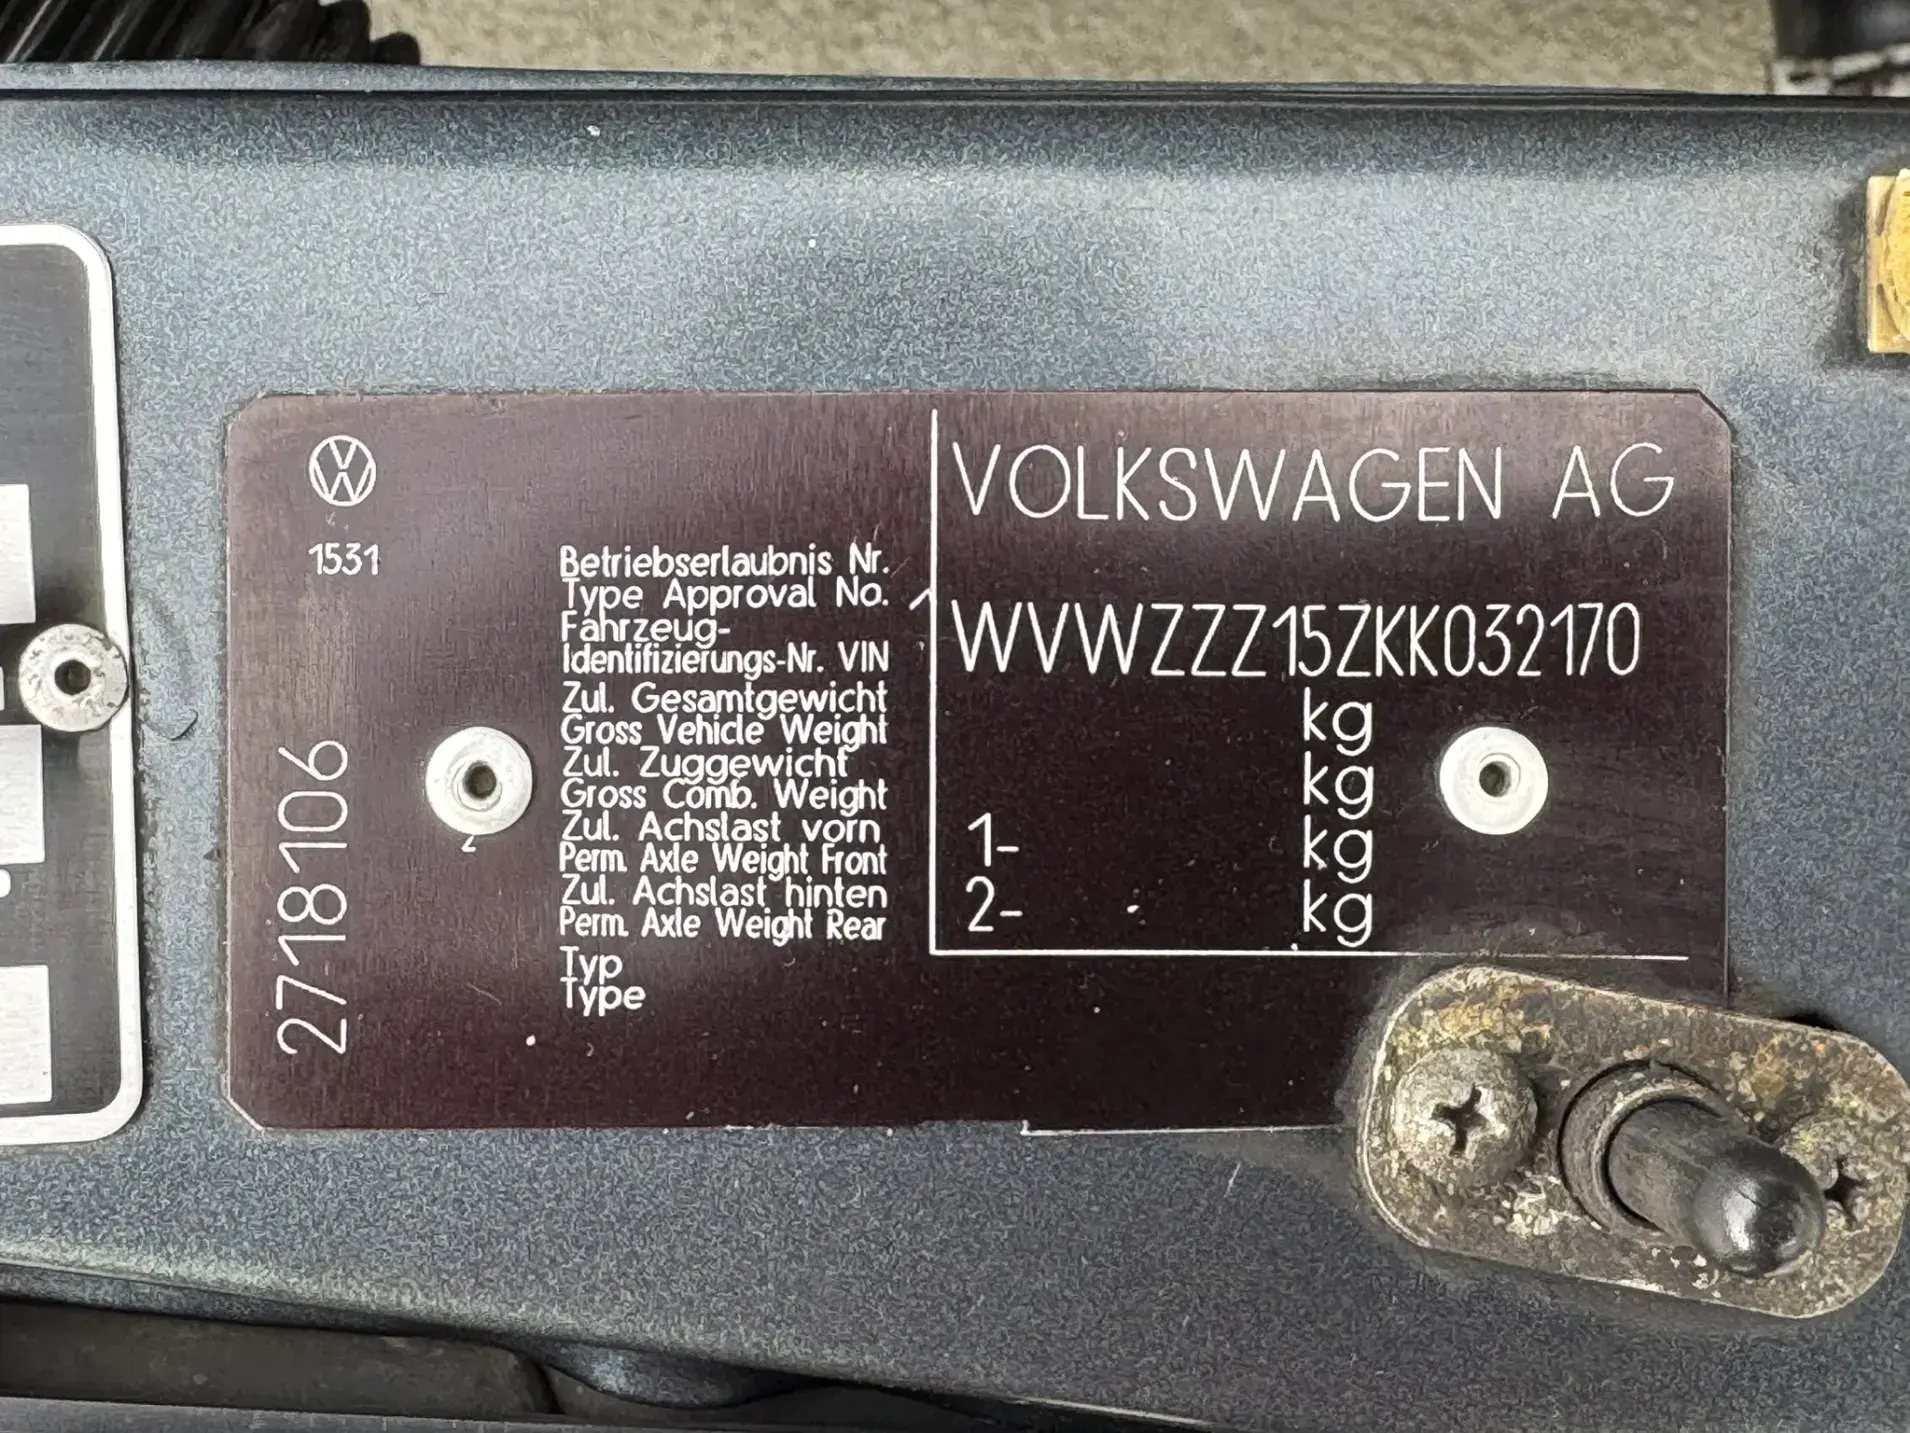 1531
2718106
Betriebserlaubnis Nr.
Type Approval No.
Fahrzeug-
Identifizierungs-Nr. VIN
Zul. Gesamtgewicht
Gross Vehicle Weight
Zul. Zuggewicht
Gross Comb. Weight
Zul. Achslast vorn
Perm. Axle Weight Front
Zul. Achslast hinten
Perm. Axle Weight Rear
Typ
Type
VOLKSWAGEN AG
WVWZZZ15ZKK032170
kg
kg
1- kg
2- kg